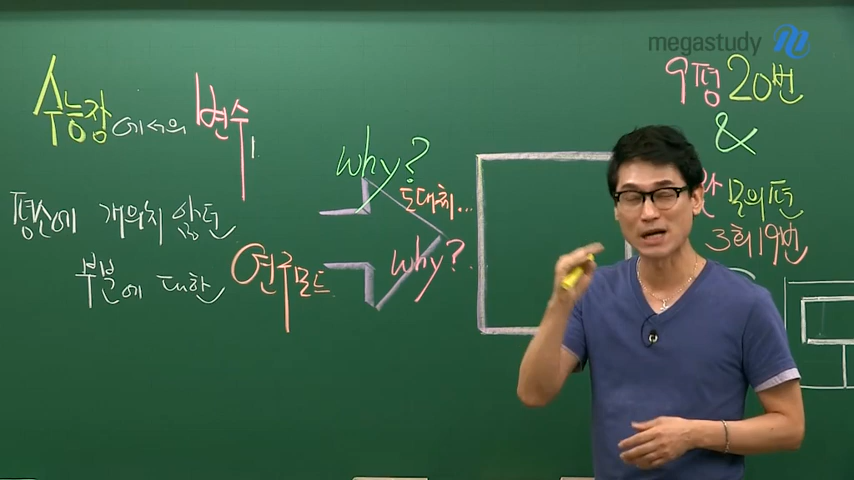 megastudy
수능장에서의 변수!
평소에 개의치 않던
부분에 대한 연구모드
why?
도대체...
why?
9평 20번
&
모의평
3회 19번